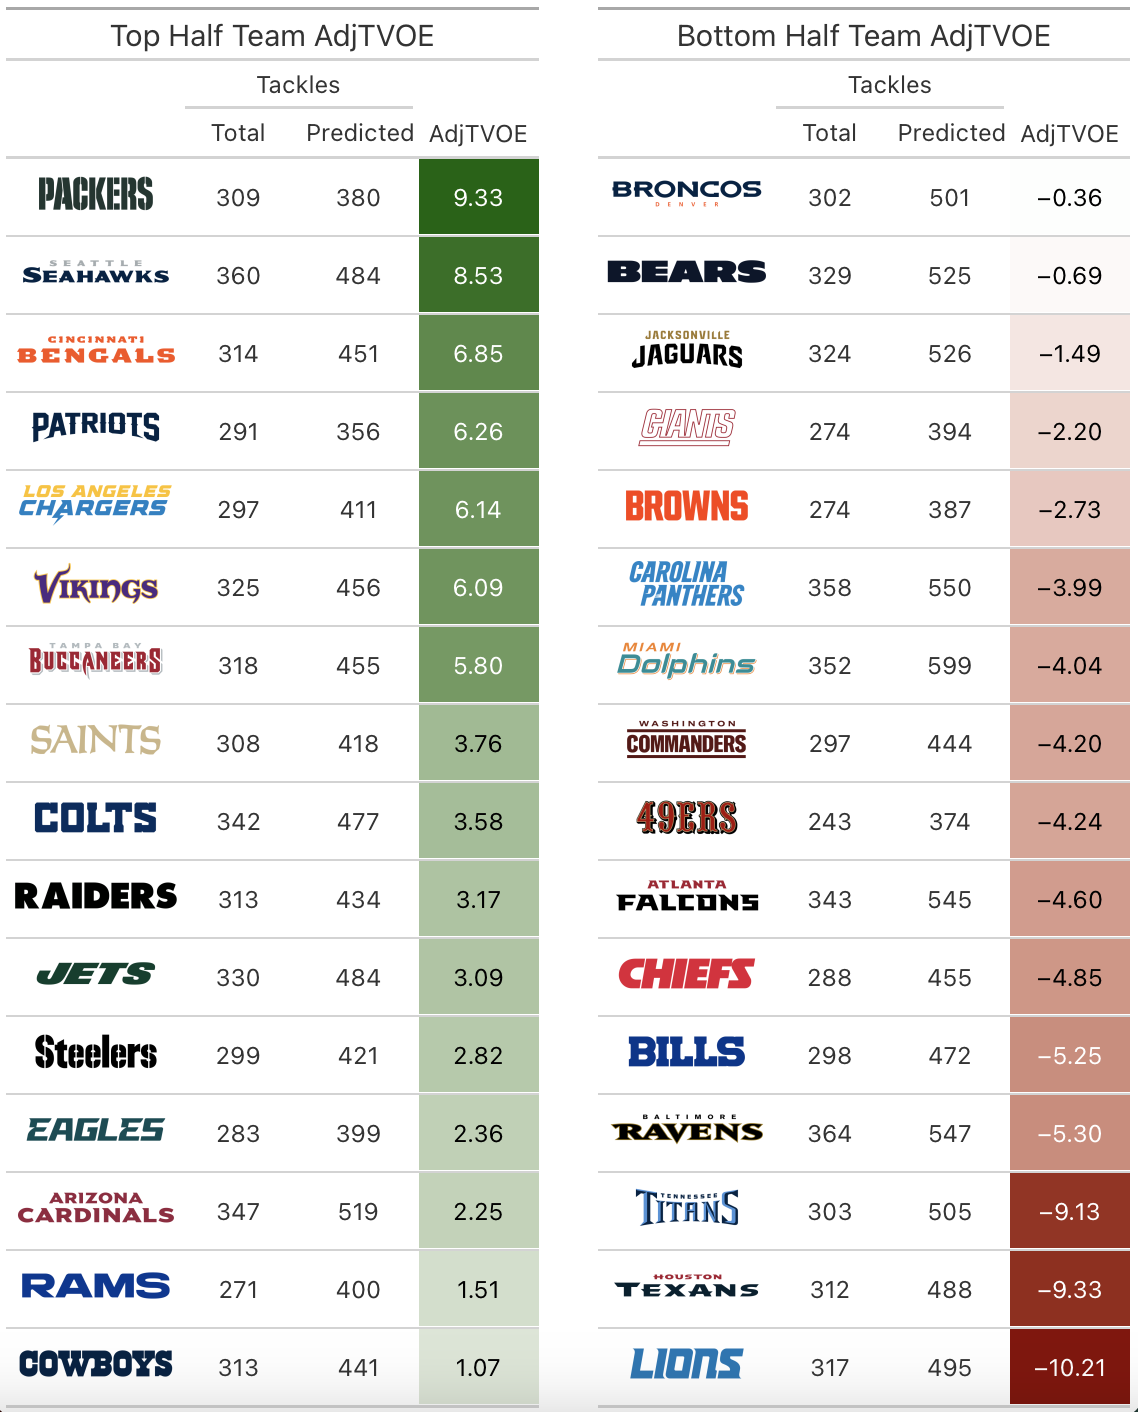 Top Half Team AdjTVOE
Tackles
Total Predicted AdjTVOE
PACKERS 309 380 9.33
SEATTLE
SEAHAWKS 360 484 8.53
CINCINNATI
BENGALS 314 451 6.85
PATRIOTS 291 356 6.26
LOS ANGELES
CHARGERS 297 411 6.14
VIKINGS 325 456 6.09
TAMPA BAY
BUCCANEERS 318 455 5.80
SAINTS 308 418 3.76
COLTS 342 477 3.58
RAIDERS 313 434 3.17
JETS 330 484 3.09
Steelers 299 421 2.82
EAGLES 283 399 2.36
ARIZONA
CARDINALS 347 519 2.25
RAMS 271 400 1.51
COWBOYS 313 441 1.07
Bottom Half Team AdjTVOE
Tackles
Total Predicted AdjTVOE
BRONCOS 302 501 −0.36
DENVER
BEARS 329 525 −0.69
JACKSONVILLE
JAGUARS 324 526 −1.49
GIANTS 274 394 −2.20
BROWNS 274 387 −2.73
CAROLINA
PANTHERS 358 550 −3.99
MIAMI
Dolphins 352 599 −4.04
WASHINGTON
COMMANDERS 297 444 −4.20
49ERS 243 374 −4.24
ATLANTA
FALCONS 343 545 −4.60
CHIEFS 288 455 −4.85
BILLS 298 472 −5.25
BALTIMORE
RAVENS 364 547 −5.30
TENNESSEE
TITANS 303 505 −9.13
HOUSTON
TEXANS 312 488 −9.33
LIONS 317 495 −10.21